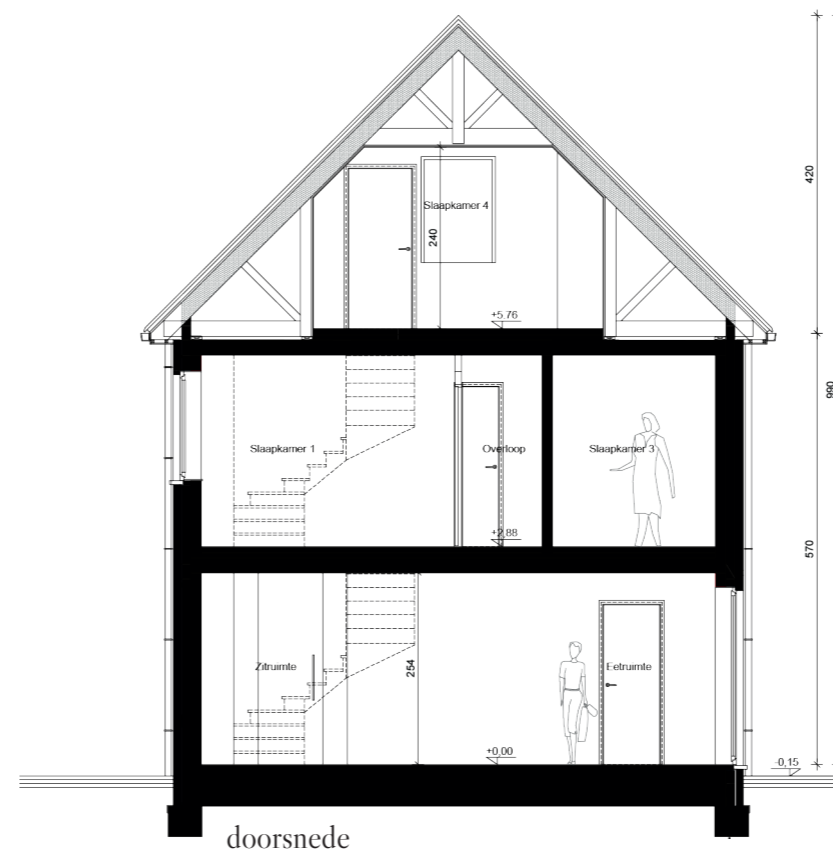 420
Slaapkamer 4
240
+5.76
990
Slaapkamer 1
Overloop
Slaapkamer 3
+2,88
570
Zitruimte
254
Eetruimte
+0,00
-0,15
doorsnede